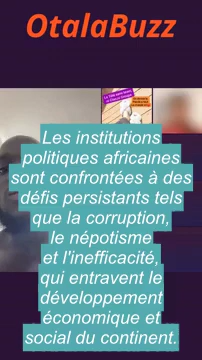 OtalaBuzz
Les institutions
politiques africaines
sont confrontées à des
défis persistants tels
que la corruption,
le népotisme
et l'inefficacité,
qui entravent le
développement
économique et
social du continent.